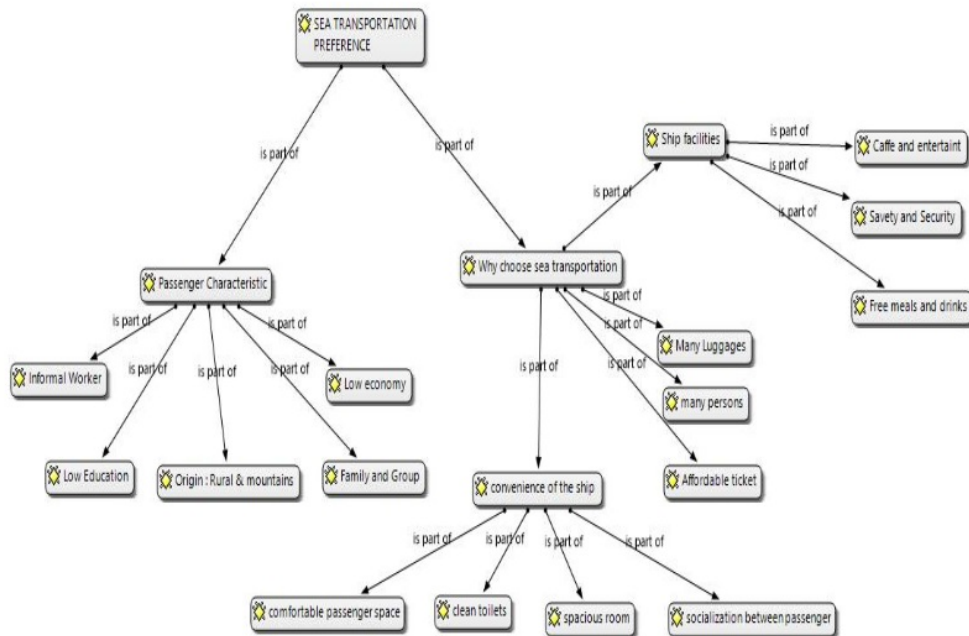 SEA TRANSPORTATION
PREFERENCE
is part of
is part of
Ship facilities
is part of
Caffe and entertaint
is part of
Savety and Security
is part of
Free meals and drinks
is part of
Why choose sea transportation
Passenger Characteristic
is part of
Many Luggages
is part of
many persons
is part of
Affordable ticket
is part of
is part of
Informal Worker
is part of
Low economy
is part of
Low Education
is part of
Origin : Rural & mountains
is part of
Family and Group
convenience of the ship
is part of
comfortable passenger space
is part of
clean toilets
is part of
spacious room
is part of
socialization between passenger